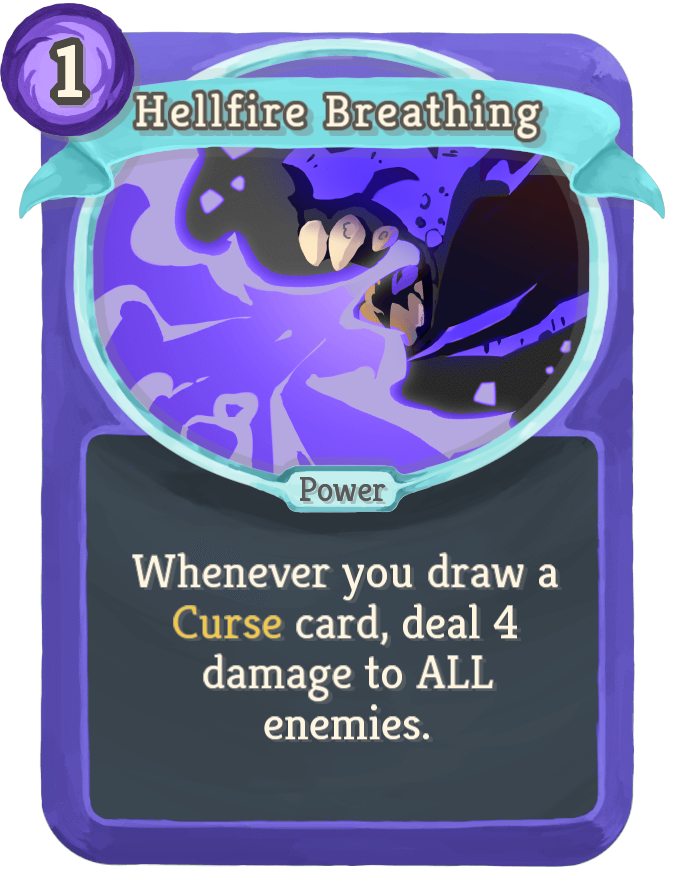 1
Hellfire Breathing
Power
Whenever you draw a
Curse card, deal 4
damage to ALL
enemies.